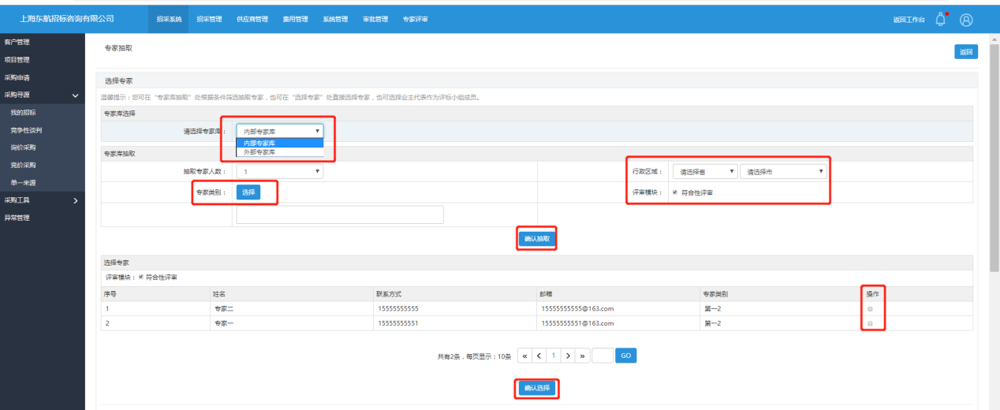 上海东航招标咨询有限公司 招采系统 招采管理 供应商管理 费用管理 系统管理 审批管理 专家评审 返回工作台
客户管理
项目管理
采购申请
采购寻源
我的招标
竞争性谈判
询价采购
竞价采购
单一来源
采购工具
异常管理
专家抽取
返回
选择专家
温馨提示：您可在“专家库抽取”处根据条件筛选抽取专家，也可在“选择专家”处直接选择专家，也可选择业主代表作为评标小组成员。
专家库选择
请选择专家库： 内部专家库
内部专家库
外部专家库
专家库抽取
抽取专家人数： 1 行政区域： 请选择省 请选择市
专家类别： 选择 评审模块： 符合性评审
确认抽取
选择专家
评审模块： 符合性评审
序号 姓名 联系方式 邮箱 专家类别 操作
1 专家二 15555555555 15555555555@163.com 第一2
2 专家一 15555555551 15555555551@163.com 第一2
共有2条，每页显示：10条 « < 1 > » GO
确认选择